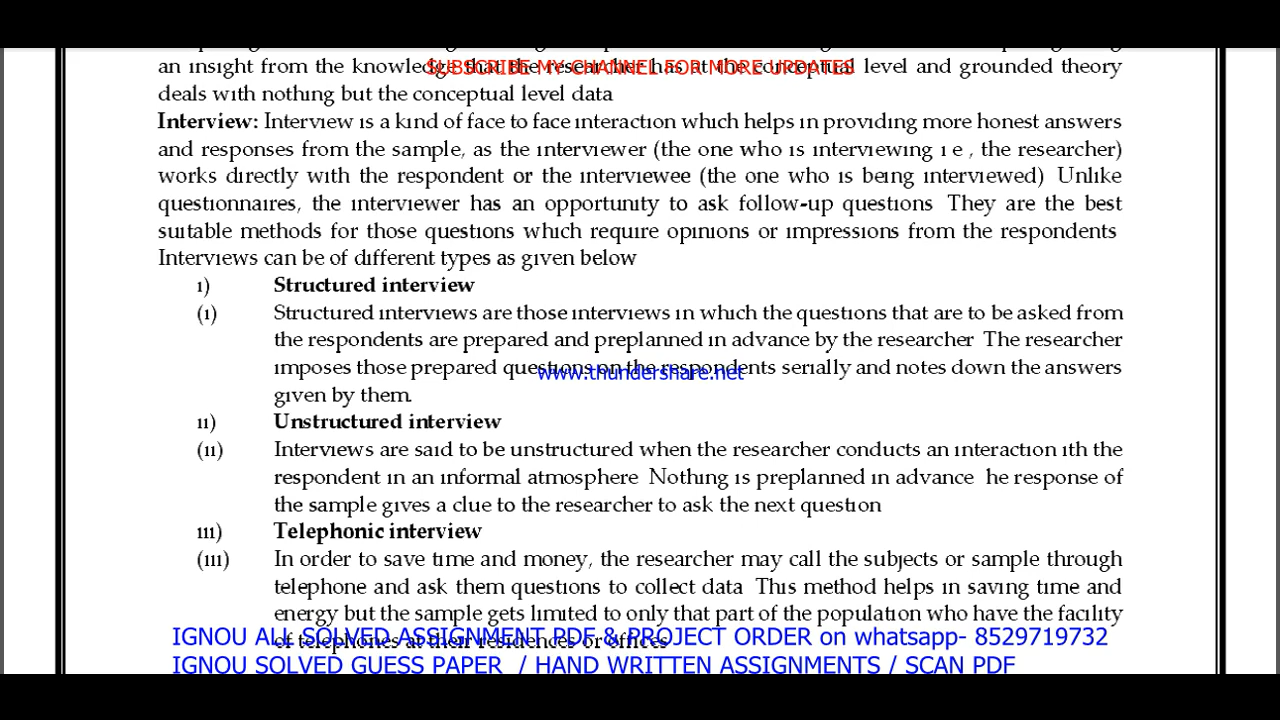 an insight from the knowledge that the researcher has at the conceptual level and grounded theory
SUBSCRIBE MY CHANNEL FOR MORE UPDATES
deals with nothing but the conceptual level data
Interview: Interview is a kind of face to face interaction which helps in providing more honest answers
and responses from the sample, as the interviewer (the one who is interviewing i e , the researcher)
works directly with the respondent or the interviewee (the one who is being interviewed) Unlike
questionnaires, the interviewer has an opportunity to ask follow-up questions They are the best
suitable methods for those questions which require opinions or impressions from the respondents
Interviews can be of different types as given below
i) Structured interview
(i) Structured interviews are those interviews in which the questions that are to be asked from
the respondents are prepared and preplanned in advance by the researcher The researcher
imposes those prepared questions on the respondents serially and notes down the answers
www.thundershare.net
given by them.
ii) Unstructured interview
(ii) Interviews are said to be unstructured when the researcher conducts an interaction ith the
respondent in an informal atmosphere Nothing is preplanned in advance he response of
the sample gives a clue to the researcher to ask the next question
iii) Telephonic interview
(iii) In order to save time and money, the researcher may call the subjects or sample through
telephone and ask them questions to collect data This method helps in saving time and
energy but the sample gets limited to only that part of the population who have the facility
of telephones at their residences or offices
IGNOU ALL SOLVED ASSIGNMENT PDF & PROJECT ORDER on whatsapp- 8529719732
IGNOU SOLVED GUESS PAPER / HAND WRITTEN ASSIGNMENTS / SCAN PDF